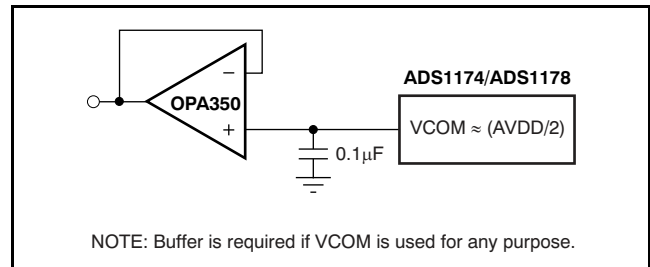 ADS1174/ADS1178
−
OPA350
+
VCOM ≈ (AVDD/2)
0.1μF
NOTE: Buffer is required if VCOM is used for any purpose.